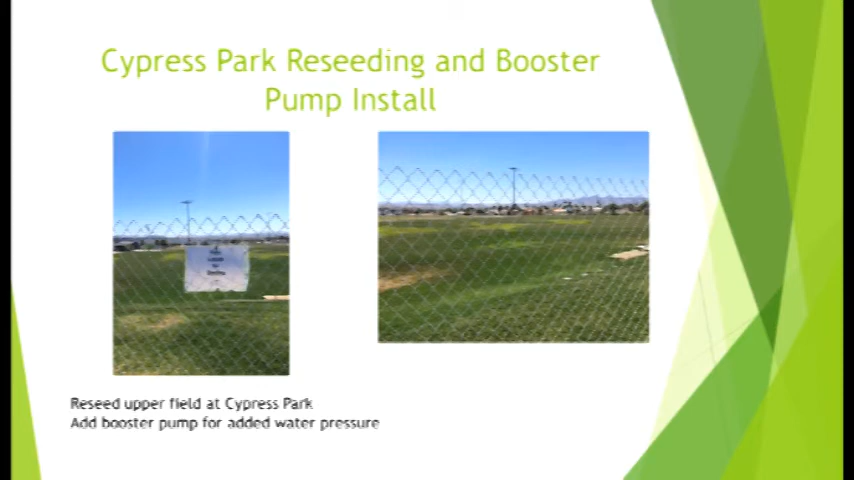 Cypress Park Reseeding and Booster
Pump Install
Reseed upper field at Cypress Park
Add booster pump for added water pressure